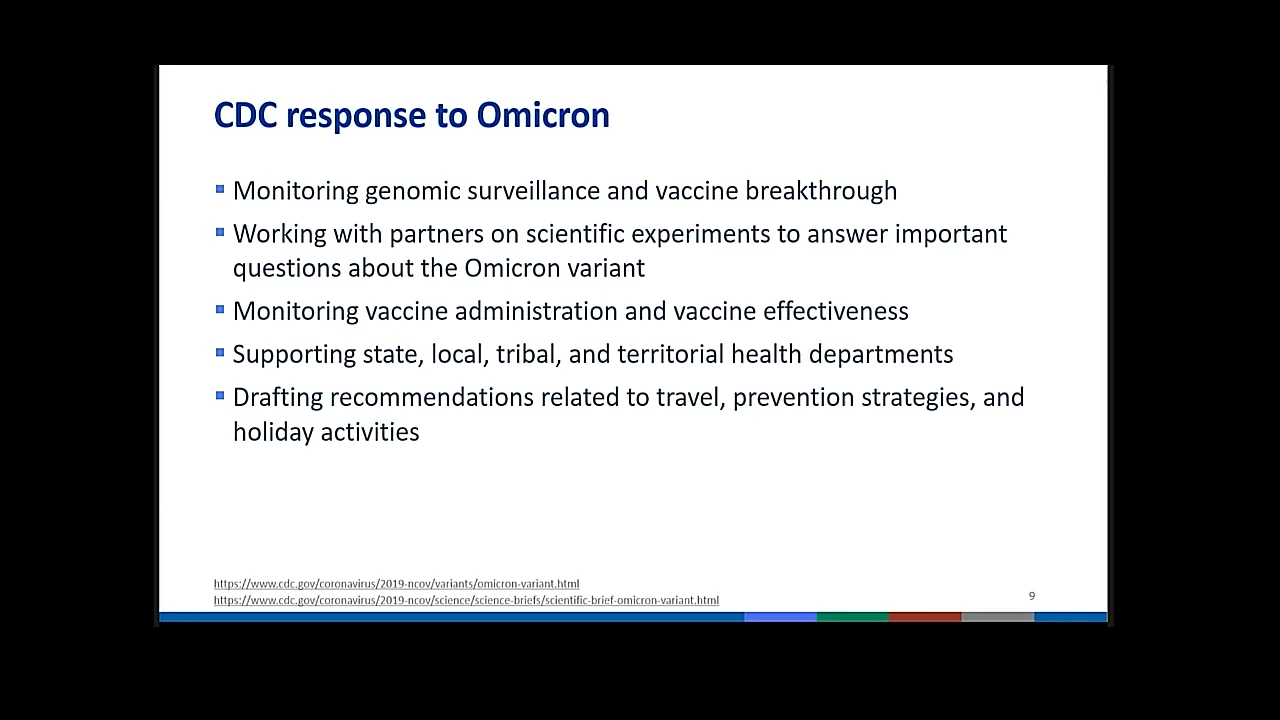 CDC response to Omicron
Monitoring genomic surveillance and vaccine breakthrough
Working with partners on scientific experiments to answer important
questions about the Omicron variant
Monitoring vaccine administration and vaccine effectiveness
Supporting state, local, tribal, and territorial health departments
Drafting recommendations related to travel, prevention strategies, and
holiday activities
https://www.cdc.gov/coronavirus/2019-ncov/variants/omicron-variant.html
https://www.cdc.gov/coronavirus/2019-ncov/science/science-briefs/scientific-brief-omicron-variant.html
9